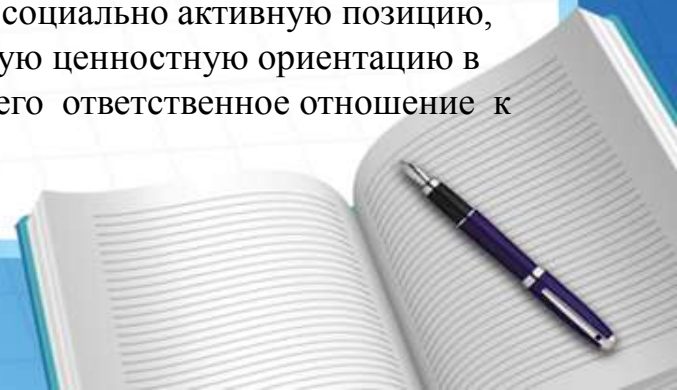 социально активную позицию,
ую ценностную ориентацию в
его ответственное отношение к